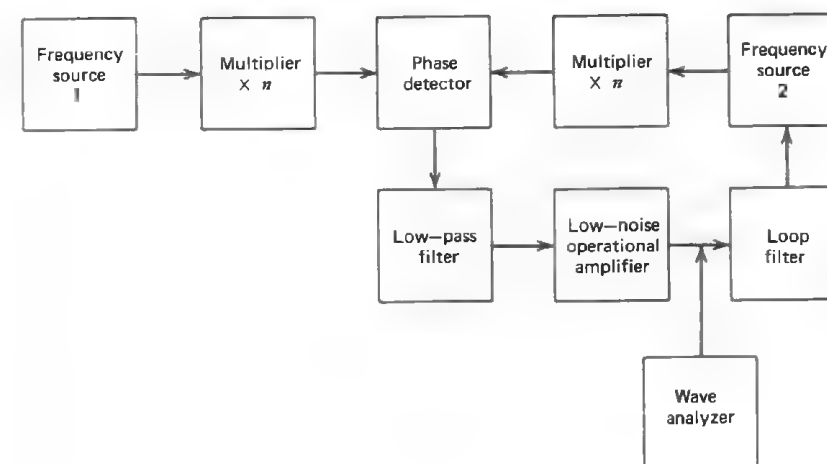 Frequency
source
1
Multiplier
× n
Phase
detector
Multiplier
× n
Frequency
source
2
Low—pass
filter
Low—noise
operational
amplifier
Loop
filter
Wave
analyzer